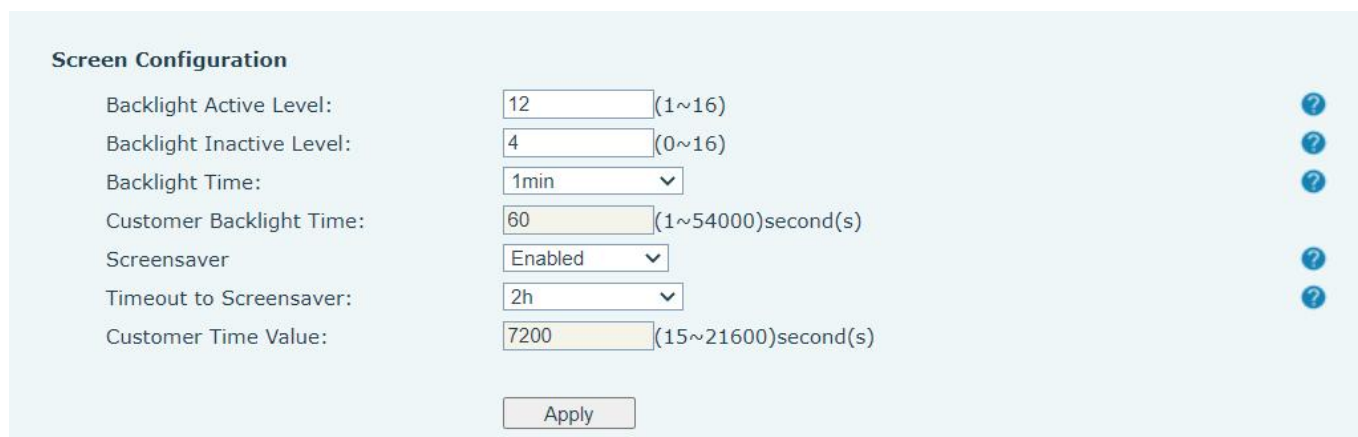 Screen Configuration
Backlight Active Level: 12 (1~16) ?
Backlight Inactive Level: 4 (0~16) ?
Backlight Time: 1min ?
Customer Backlight Time: 60 (1~54000)second(s)
Screensaver Enabled ?
Timeout to Screensaver: 2h ?
Customer Time Value: 7200 (15~21600)second(s)
Apply